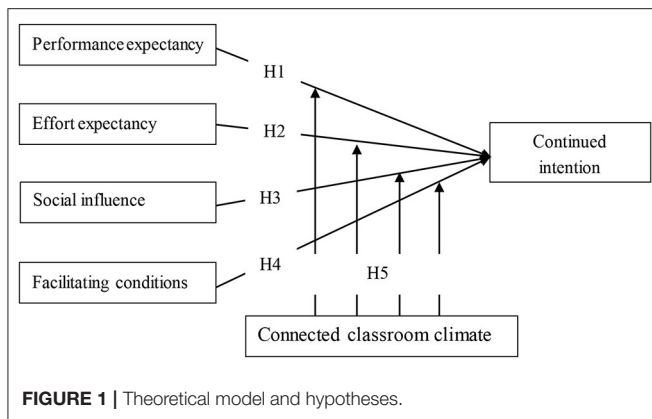 Performance expectancy
H1
Effort expectancy
H2
Continued
intention
Social influence
H3
Facilitating conditions
H4
H5
Connected classroom climate
FIGURE 1 | Theoretical model and hypotheses.